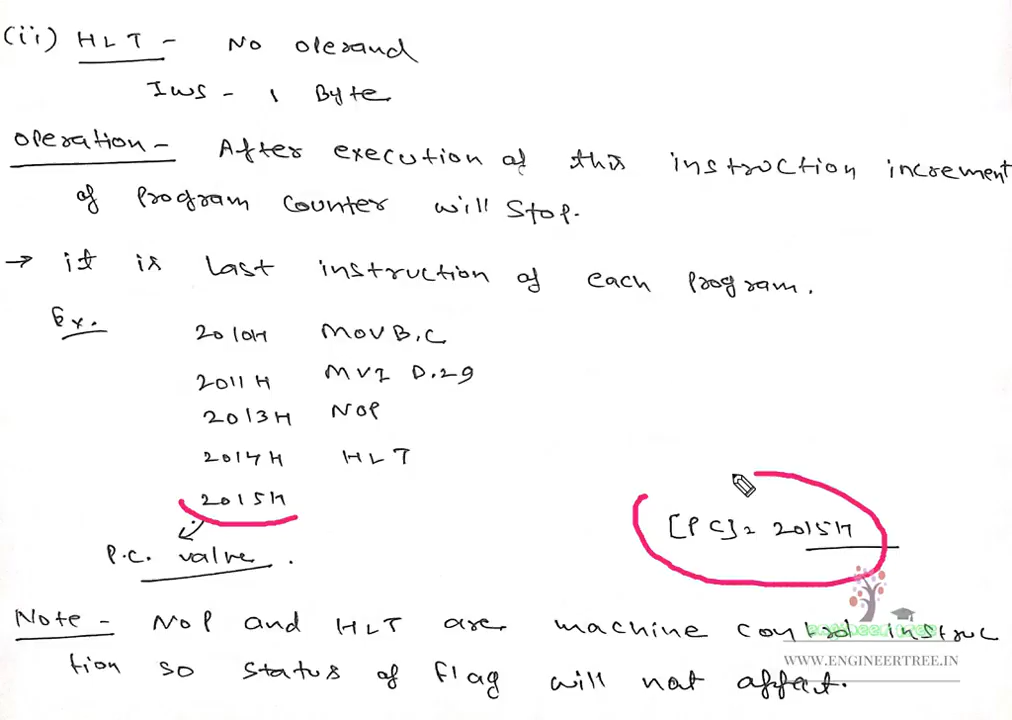 (ii) HLT - No operand
IWS - 1 Byte
operation - After execution of this instruction increment
of Program Counter will Stop.
→ it is Last instruction of each Program.
Ex.
2010H MOV B,C
2011H MVI D,29
2013H NOP
2014H HLT
2015H
[PC] = 2015H
P.C. value.
Note - NOP and HLT are machine control instruc
tion so status of Flag will not affect.
WWW.ENGINEERTREE.IN